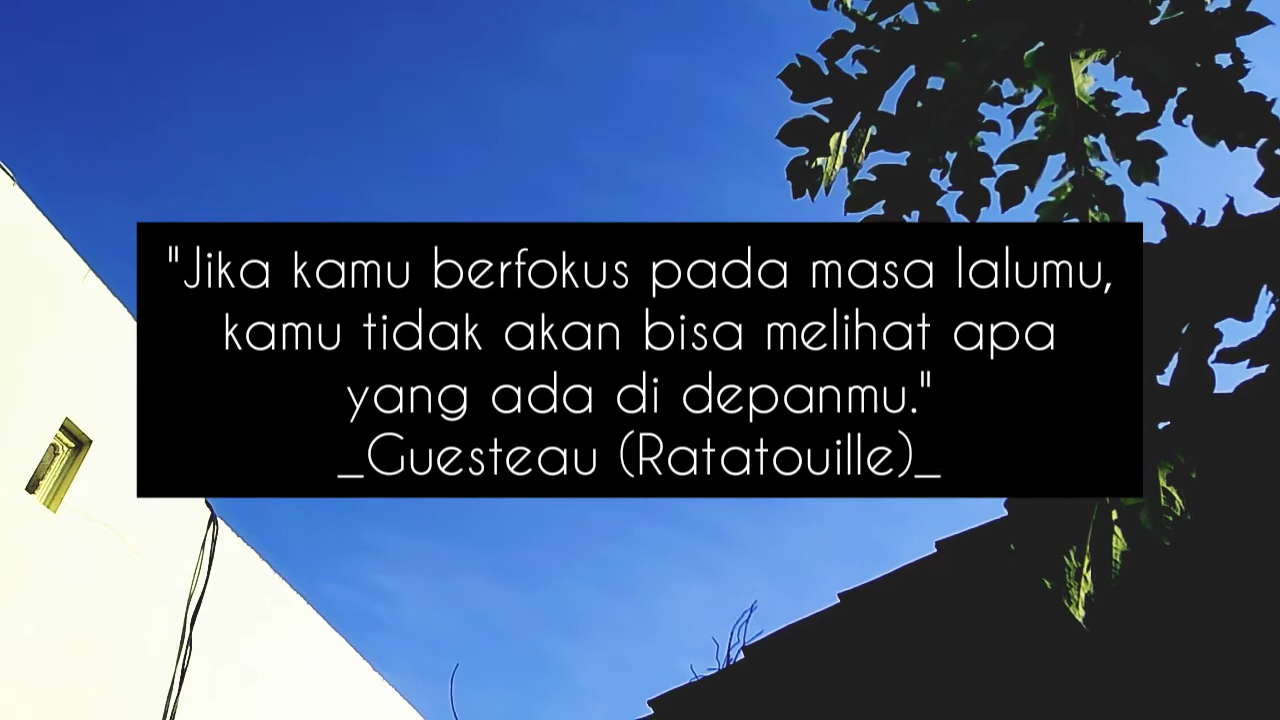 "Jika kamu berfokus pada masa lalumu,
kamu tidak akan bisa melihat apa
yang ada di depanmu."
_Guesteau (Ratatouille)_